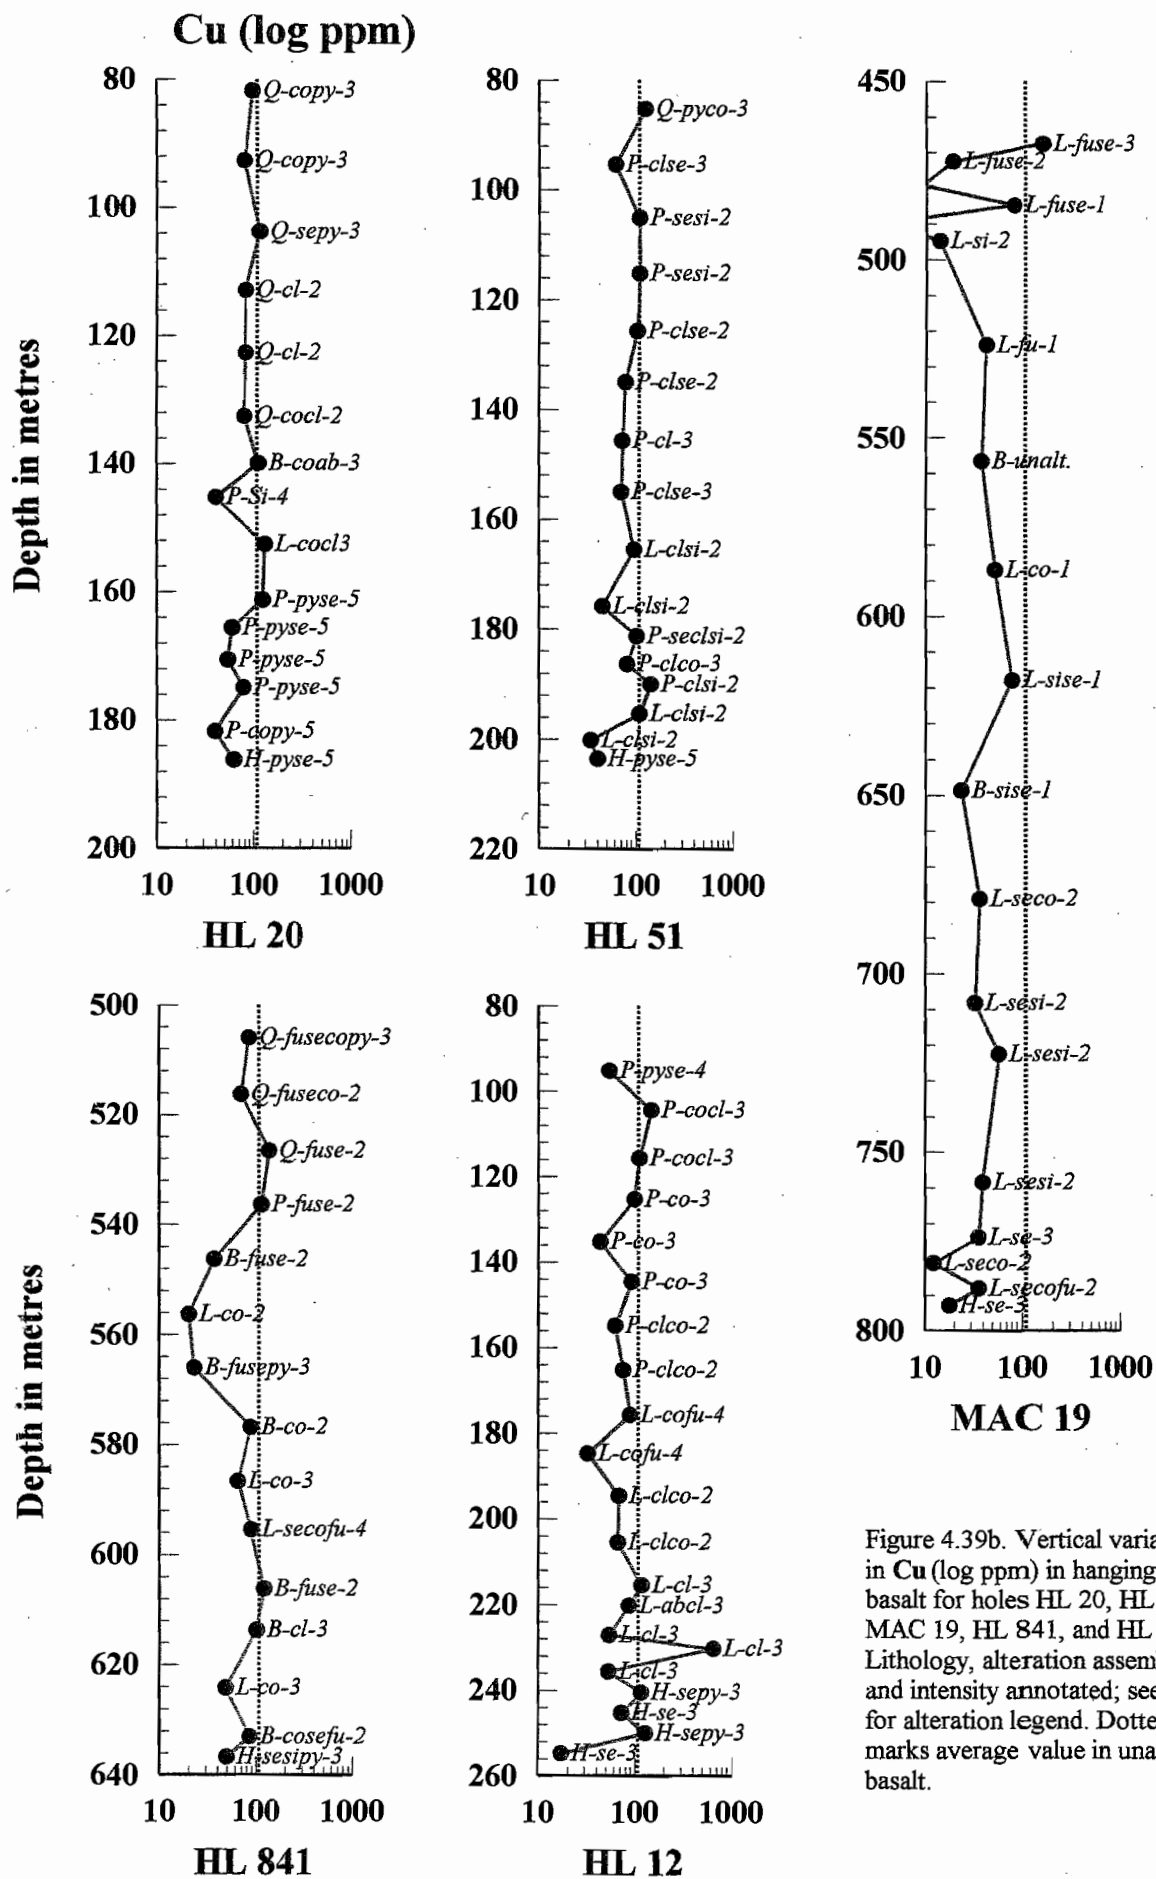 Cu (log ppm)
Depth in metres
80
100
120
140
160
180
200
Q-copy-3
Q-copy-3
Q-sepy-3
Q-cl-2
Q-cl-2
Q-cocl-2
B-coab-3
P-Si-4
L-cocl3
P-pyse-5
P-pyse-5
P-pyse-5
P-pyse-5
P-copy-5
H-pyse-5
10 100 1000
HL 20
80
100
120
140
160
180
200
220
Q-pyco-3
P-clse-3
P-sesi-2
P-sesi-2
P-clse-2
P-clse-2
P-cl-3
P-clse-3
L-clsi-2
L-clsi-2
P-seclsi-2
P-clco-3
P-clsi-2
L-clsi-2
L-clsi-2
H-pyse-5
10 100 1000
HL 51
450
500
550
600
650
700
750
800
L-fuse-3
L-fuse-2
L-fuse-1
L-si-2
L-fu-1
B-unalt.
L-co-1
L-sise-1
B-sise-1
L-seco-2
L-sesi-2
L-sesi-2
L-sesi-2
L-se-3
L-seco-2
L-secofu-2
H-se-3
10 100 1000
MAC 19
Depth in metres
500
520
540
560
580
600
620
640
Q-fusecopy-3
Q-fuseco-2
Q-fuse-2
P-fuse-2
B-fuse-2
L-co-2
B-fusepy-3
B-co-2
L-co-3
L-secofu-4
B-fuse-2
B-cl-3
L-co-3
B-cosefu-2
H-sesipy-3
10 100 1000
HL 841
80
100
120
140
160
180
200
220
240
260
P-pyse-4
P-cocl-3
P-cocl-3
P-co-3
P-co-3
P-co-3
P-clco-2
P-clco-2
L-cofu-4
L-cofu-4
L-clco-2
L-clco-2
L-cl-3
L-abcl-3
L-cl-3
L-cl-3
L-cl-3
H-sepy-3
H-se-3
H-sepy-3
H-se-3
10 100 1000
HL 12
Figure 4.39b. Vertical varia
in Cu (log ppm) in hanging
basalt for holes HL 20, HL
MAC 19, HL 841, and HL
Lithology, alteration assem
and intensity annotated; see
for alteration legend. Dotte
marks average value in una
basalt.